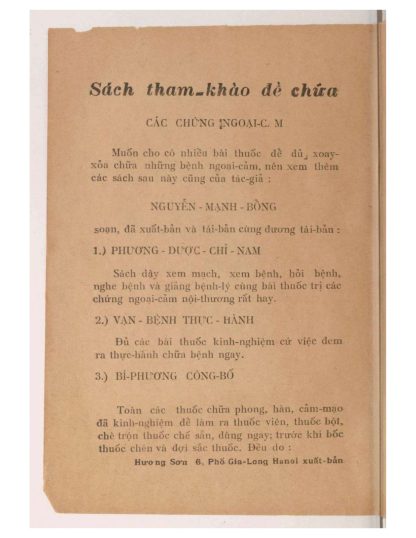 Sách tham-khảo để chữa
CÁC CHỨNG NGOẠI-C. M
Muốn cho có nhiều bài thuốc để đủ xoay-
xỏa chữa những bệnh ngoại-cảm, nên xem thêm
các sách sau này cũng của tác-giả :
NGUYỄN - MẠNH - BỔNG
soạn, đã xuất-bản và tái-bản cùng đương tái-bản :
1.) PHƯƠNG - DƯỢC - CHỈ - NAM
Sách dậy xem mạch, xem bệnh, hỏi bệnh,
nghe bệnh và giảng bệnh-lý cùng bài thuốc trị các
chứng ngoại-cảm nội-thương rất hay.
2.) VẠN - BỆNH THỰC - HÀNH
Đủ các bài thuốc kinh-nghiệm cứ việc đem
ra thực-hành chữa bệnh ngay.
3.) BÍ-PHƯƠNG CÔNG-BỐ
Toàn các thuốc chữa phong, hàn, cảm-mạo
đã kinh-nghiệm để làm ra thuốc viên, thuốc bột,
chè trộn thuốc chế sẵn, dùng ngay; trước khi bốc
thuốc chén và đợi sắc thuốc. Đều do :
Hương Sơn 6, Phố Gia-Long Hanoi xuất-bản